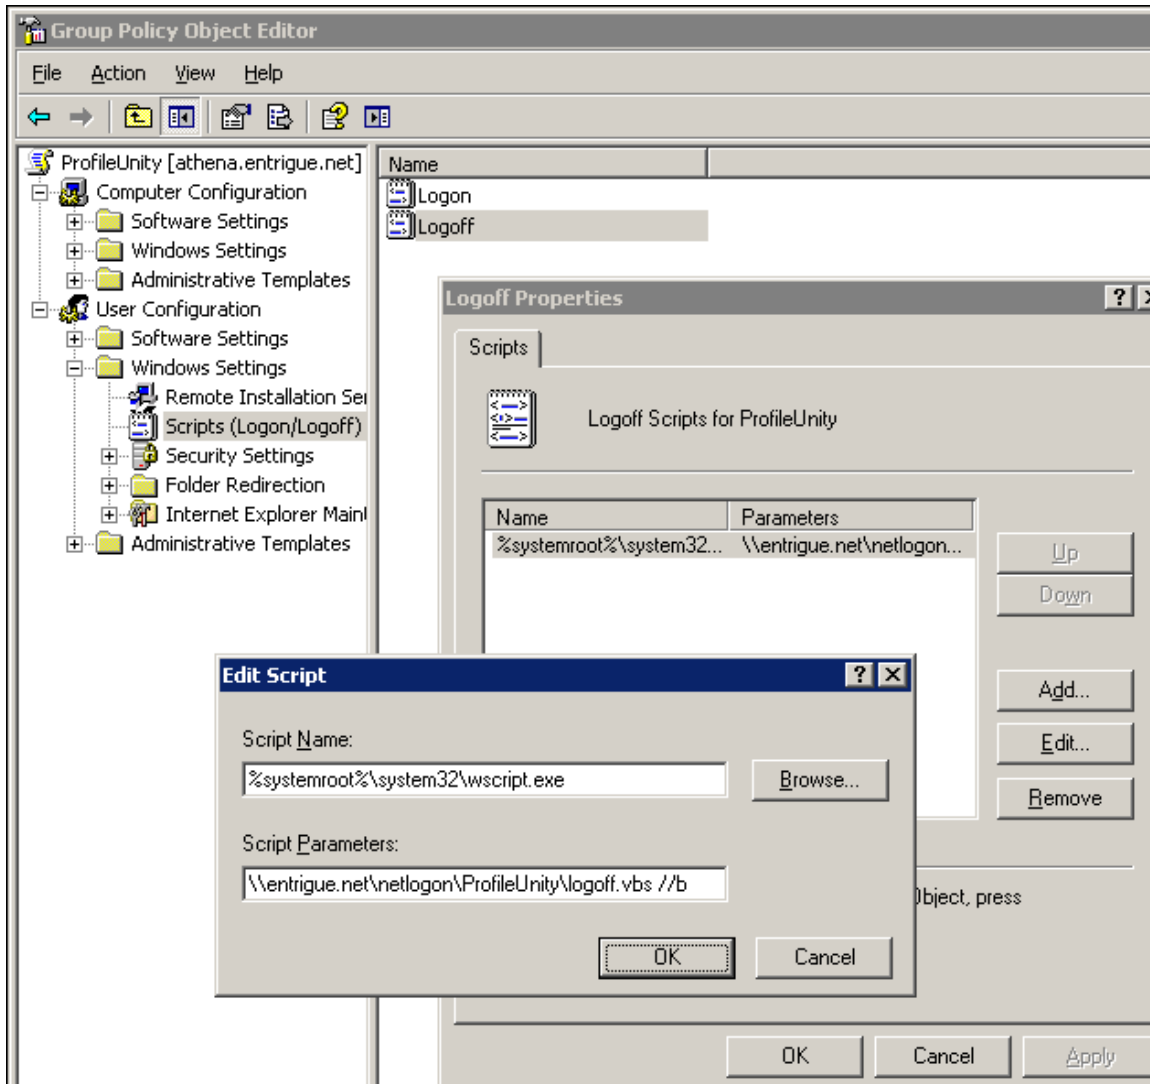 Group Policy Object Editor
File Action View Help
ProfileUnity [athena.entrigue.net]
Computer Configuration
Software Settings
Windows Settings
Administrative Templates
User Configuration
Software Settings
Windows Settings
Remote Installation Ser
Scripts (Logon/Logoff)
Security Settings
Folder Redirection
Internet Explorer Main
Administrative Templates
Name
Logon
Logoff
Logoff Properties
Scripts
Logoff Scripts for ProfileUnity
Name Parameters
%systemroot%\system32... \\entrigue.net\netlogon...
Up
Down
Add...
Edit...
Remove
Object, press
OK Cancel Apply
Edit Script
Script Name:
%systemroot%\system32\wscript.exe
Browse...
Script Parameters:
\\entrigue.net\netlogon\ProfileUnity\logoff.vbs //b
OK Cancel